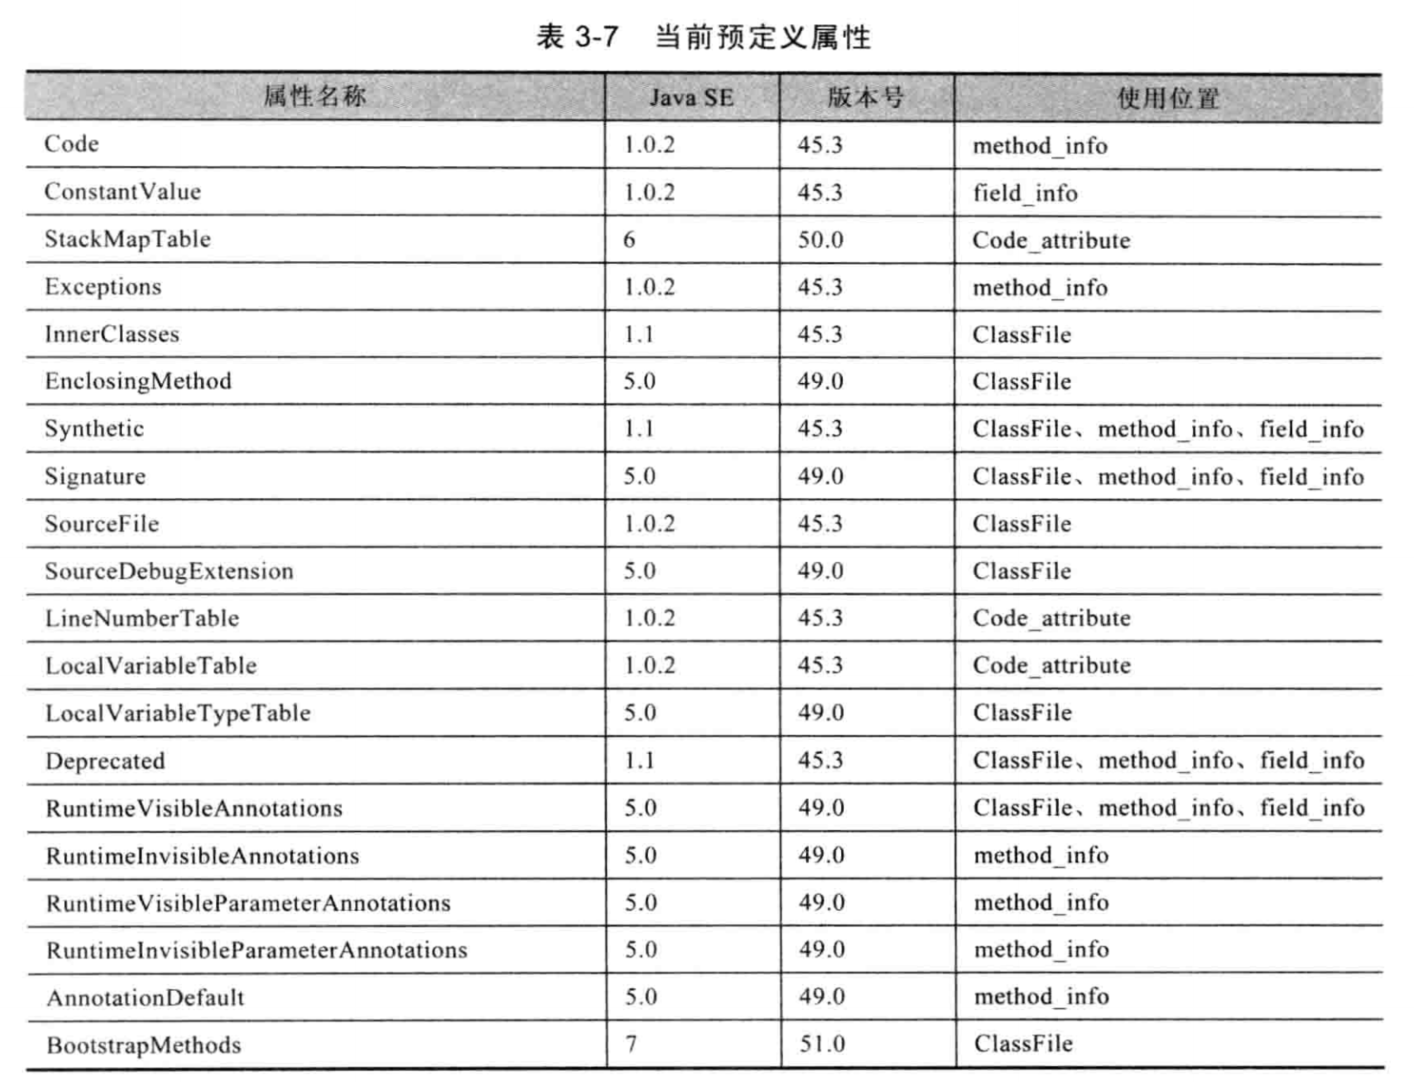 表 3-7 当前预定义属性
属性名称 Java SE 版本号 使用位置
Code 1.0.2 45.3 method_info
ConstantValue 1.0.2 45.3 field_info
StackMapTable 6 50.0 Code_attribute
Exceptions 1.0.2 45.3 method_info
InnerClasses 1.1 45.3 ClassFile
EnclosingMethod 5.0 49.0 ClassFile
Synthetic 1.1 45.3 ClassFile、method_info、field_info
Signature 5.0 49.0 ClassFile、method_info、field_info
SourceFile 1.0.2 45.3 ClassFile
SourceDebugExtension 5.0 49.0 ClassFile
LineNumberTable 1.0.2 45.3 Code_attribute
LocalVariableTable 1.0.2 45.3 Code_attribute
LocalVariableTypeTable 5.0 49.0 ClassFile
Deprecated 1.1 45.3 ClassFile、method_info、field_info
RuntimeVisibleAnnotations 5.0 49.0 ClassFile、method_info、field_info
RuntimeInvisibleAnnotations 5.0 49.0 method_info
RuntimeVisibleParameterAnnotations 5.0 49.0 method_info
RuntimeInvisibleParameterAnnotations 5.0 49.0 method_info
AnnotationDefault 5.0 49.0 method_info
BootstrapMethods 7 51.0 ClassFile